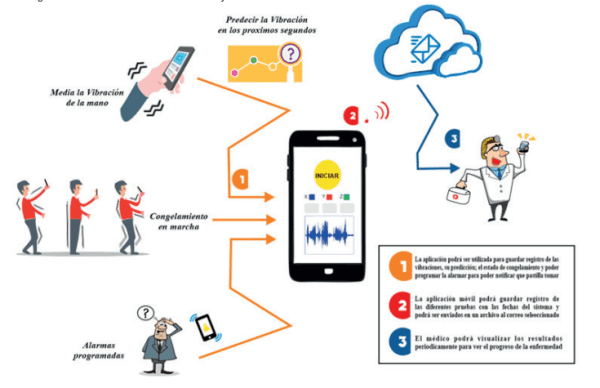 Predecir la Vibración
en los proximos segundos
Media la Vibración
de la mano
2
3
INICIAR
1
X Y Z
Congelamiento
en marcha
?
Alarmas
programadas
1 La aplicación podrá ser utilizada para guardar registro de las
vibraciones, su predicción; el estado de congelamiento y poder
programar la alarmar para poder notificar que pastilla tomar
2 La aplicación móvil podrá guardar registro de
las diferentes pruebas con las fechas del sistema y
podrá ser enviados en un archivo al correo seleccionado
3 El médico podrá visualizar los resultados
periodicamente para ver el progreso de la enfermedad